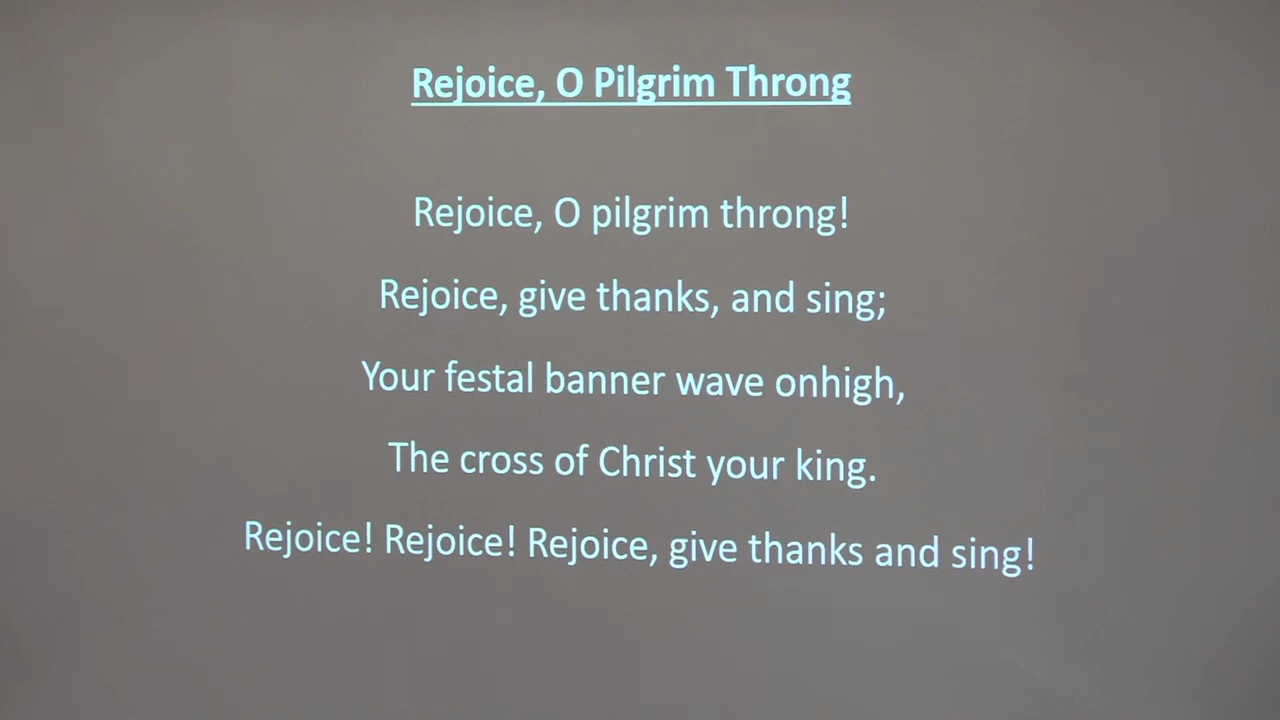 Rejoice, O Pilgrim Throng
Rejoice, O pilgrim throng!
Rejoice, give thanks, and sing;
Your festal banner wave onhigh,
The cross of Christ your king.
Rejoice! Rejoice! Rejoice, give thanks and sing!